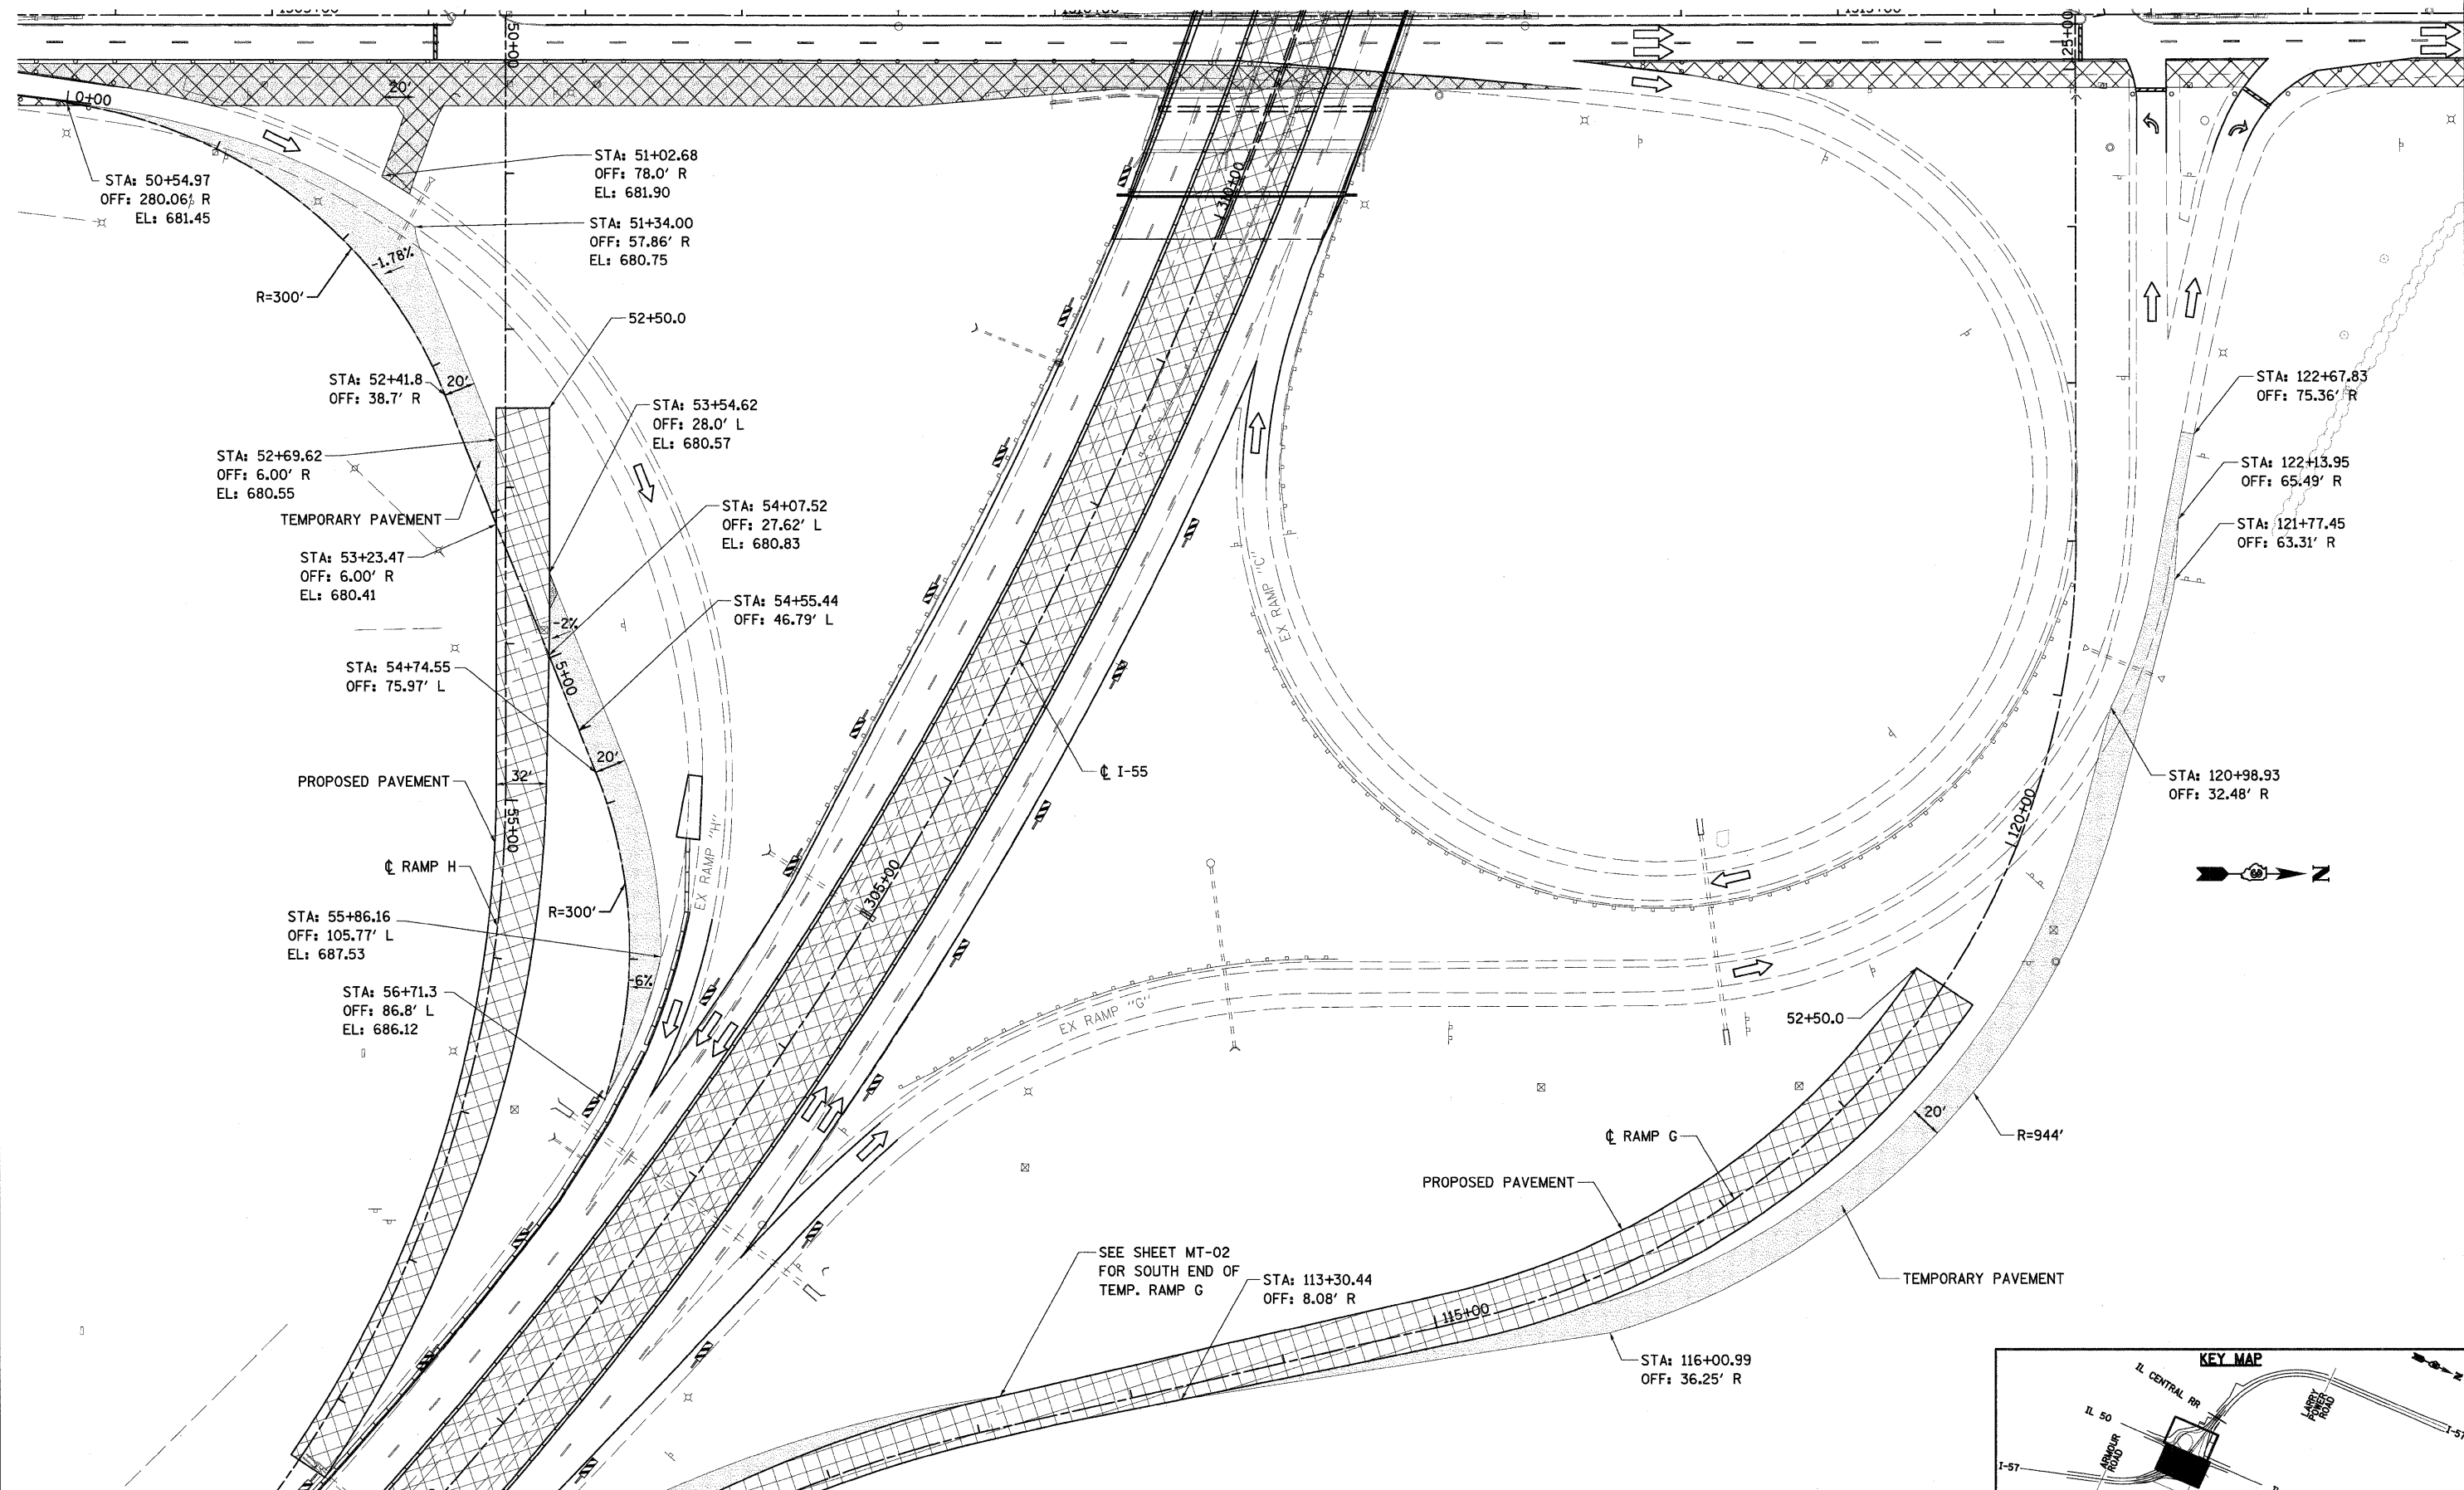 50+00
125+00
10+00
20'
STA: 50+54.97
OFF: 280.06' R
EL: 681.45
STA: 51+02.68
OFF: 78.0' R
EL: 681.90
STA: 51+34.00
OFF: 57.86' R
EL: 680.75
-1.78%
R=300'
310+00
52+50.0
STA: 52+41.8
OFF: 38.7' R
20'
STA: 53+54.62
OFF: 28.0' L
EL: 680.57
STA: 52+69.62
OFF: 6.00' R
EL: 680.55
TEMPORARY PAVEMENT
STA: 53+23.47
OFF: 6.00' R
EL: 680.41
STA: 54+07.52
OFF: 27.62' L
EL: 680.83
STA: 54+55.44
OFF: 46.79' L
-2%
5+00
STA: 54+74.55
OFF: 75.97' L
20'
PROPOSED PAVEMENT
32'
55+00
℄ RAMP H
EX RAMP "H"
STA: 55+86.16
OFF: 105.77' L
EL: 687.53
R=300'
-6%
STA: 56+71.3
OFF: 86.8' L
EL: 686.12
305+00
℄ I-55
EX RAMP "C"
EX RAMP "G"
STA: 122+67.83
OFF: 75.36' R
STA: 122+13.95
OFF: 65.49' R
STA: 121+77.45
OFF: 63.31' R
STA: 120+98.93
OFF: 32.48' R
120+00
N
52+50.0
20'
R=944'
℄ RAMP G
PROPOSED PAVEMENT
TEMPORARY PAVEMENT
SEE SHEET MT-02
FOR SOUTH END OF
TEMP. RAMP G
STA: 113+30.44
OFF: 8.08' R
115+00
STA: 116+00.99
OFF: 36.25' R
KEY MAP
N
IL CENTRAL RR
LARRY
POWER
ROAD
IL 50
ARMOUR
ROAD
I-57
I-57